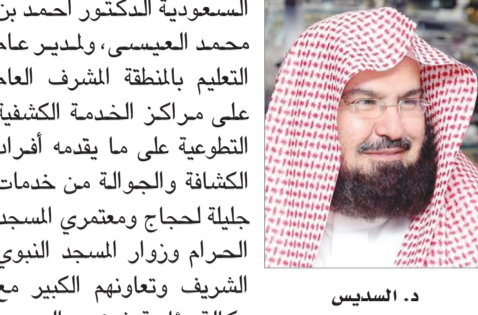 السعودية الدكتور أحمد بن
محمد العيسى، ولمدير عام
التعليم بالمنطقة المشرف العام
على مراكز الخدمة الكشفية
التطوعية على ما يقدمه أفراد
الكشافة والجوالة من خدمات
جليلة لحجاج ومعتمري المسجد
الحرام وزوار المسجد النبوي
الشريف وتعاونهم الكبير مع
د. السديس